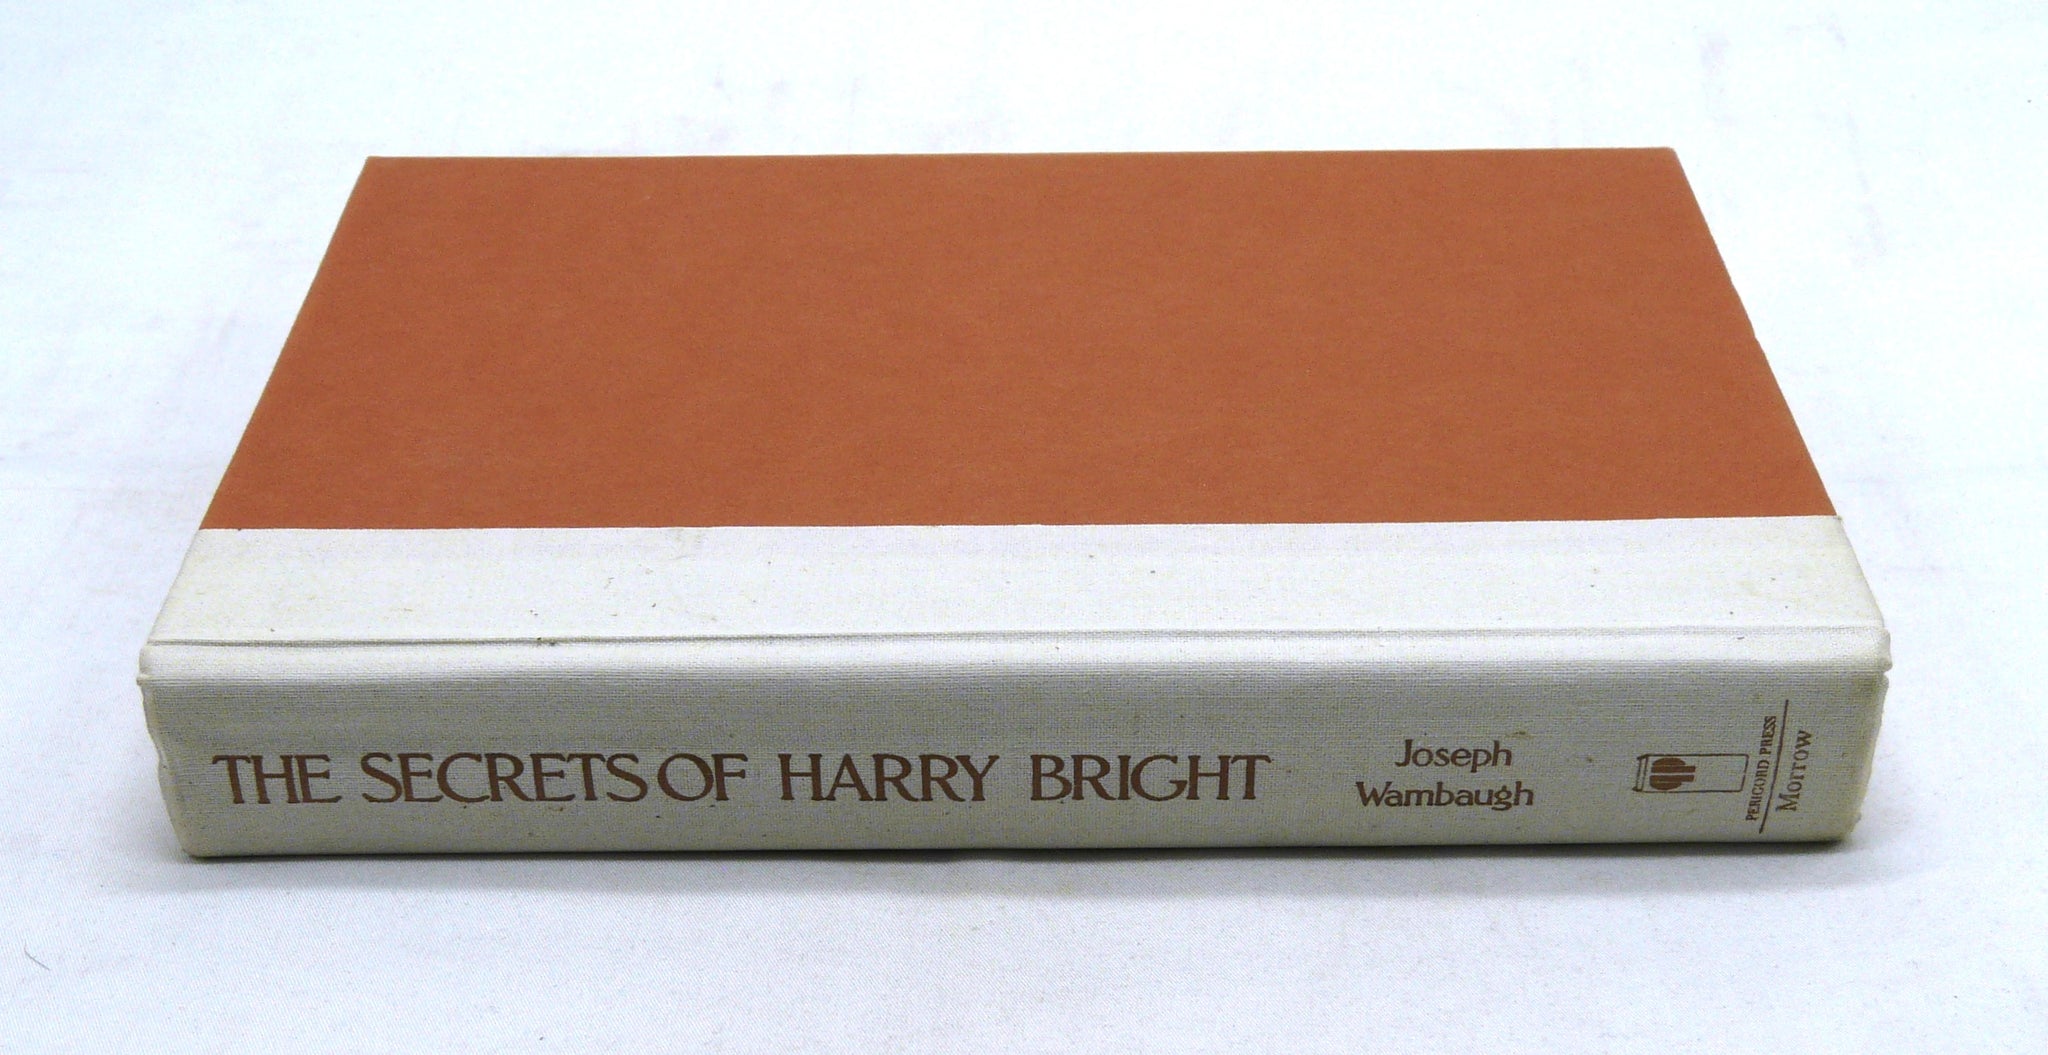 THE SECRETS OF HARRY BRIGHT
Joseph
Wambaugh
PERIGORD PRESS
Morrow